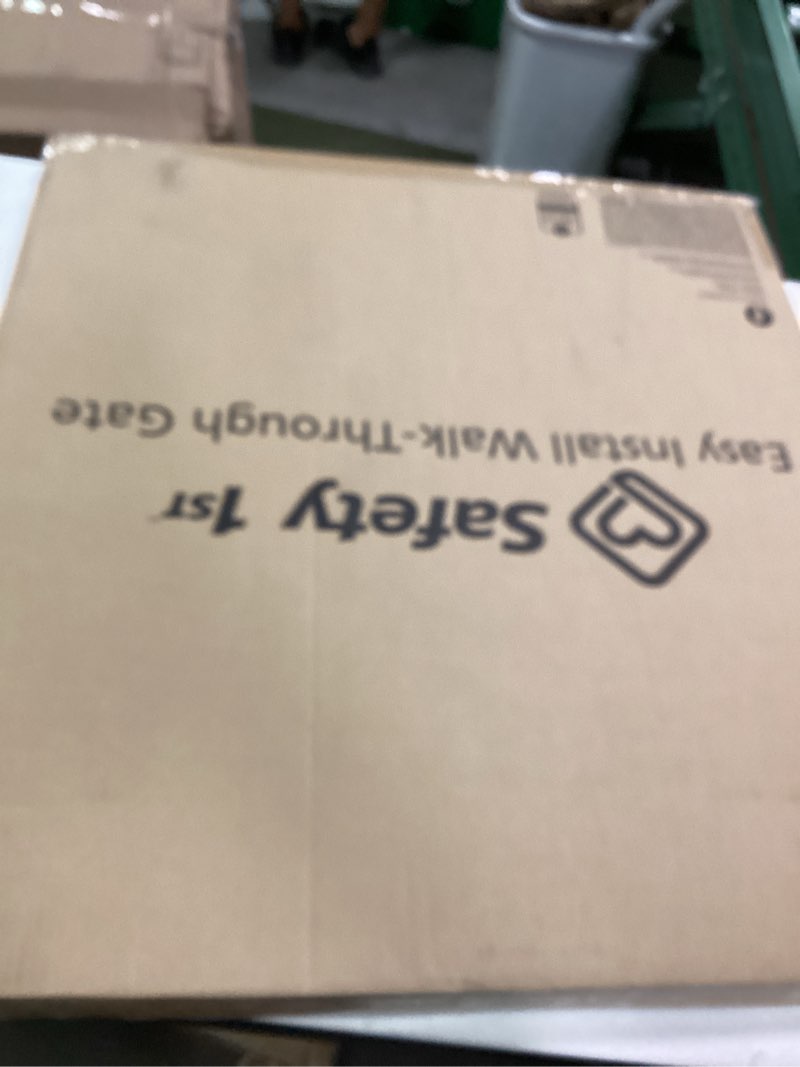 Safety 1ST
Easy Install Walk-Through Gate